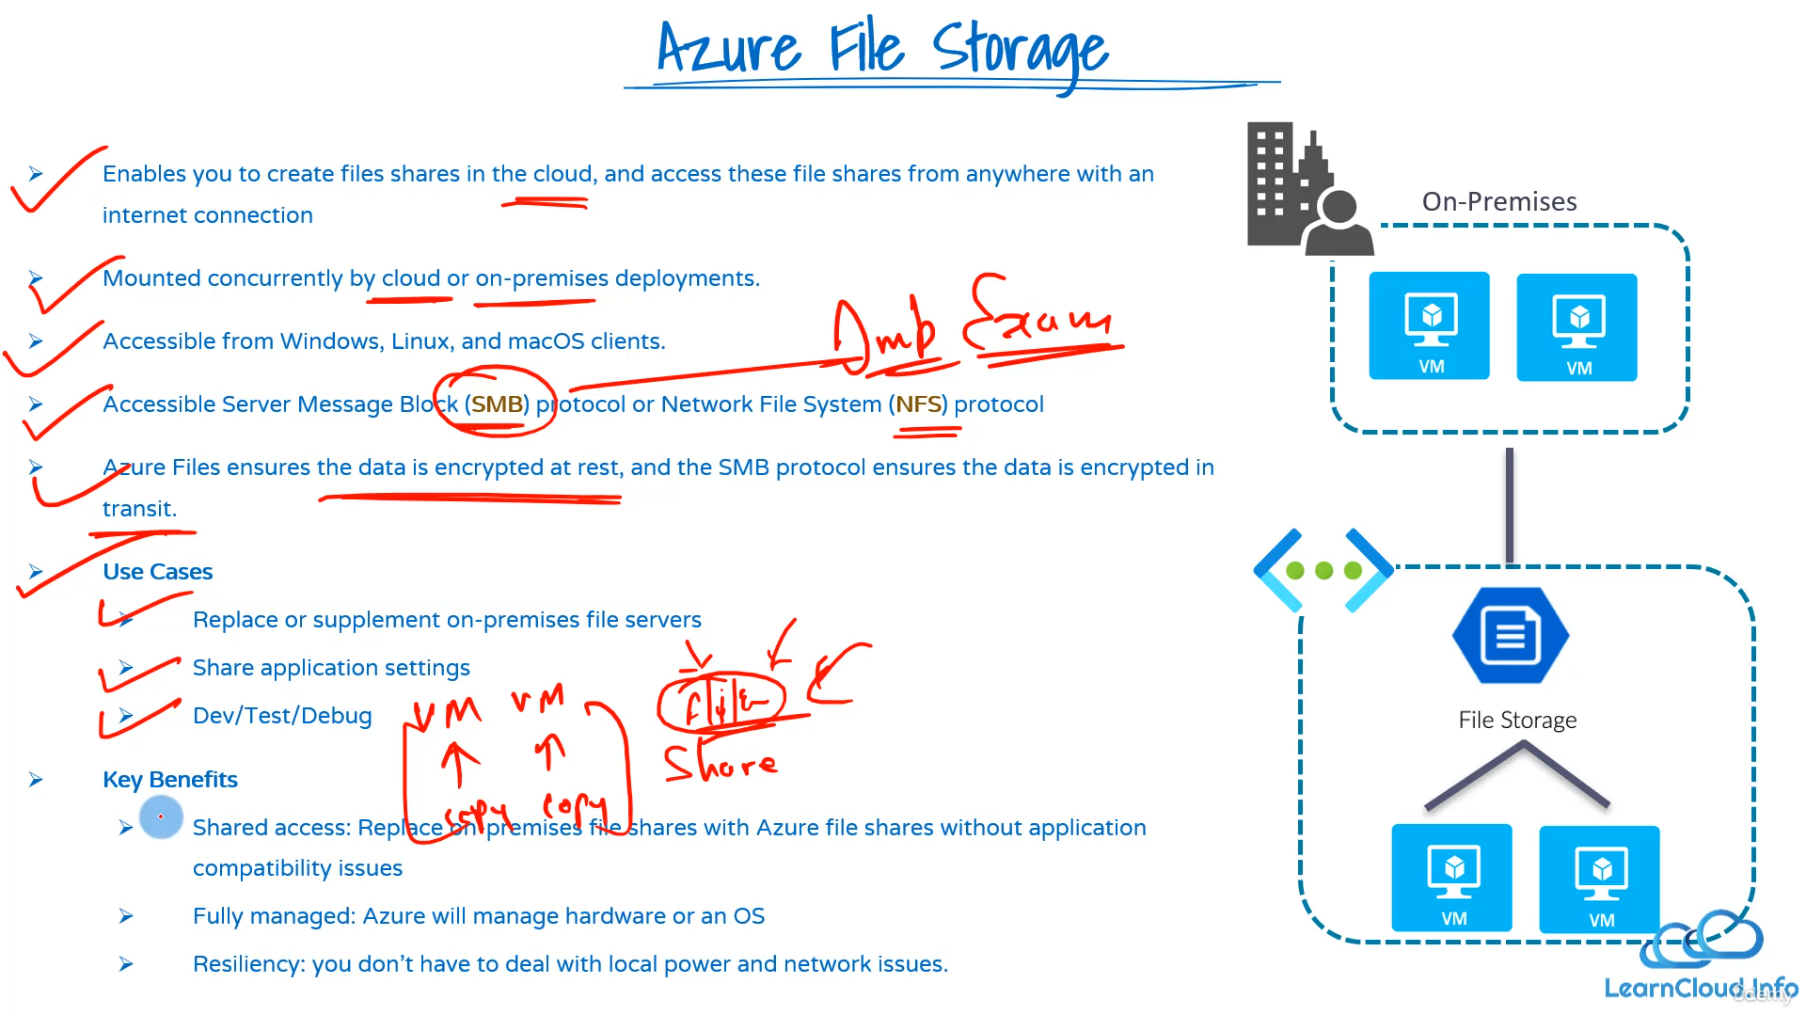 Azure File Storage
Enables you to create files shares in the cloud, and access these file shares from anywhere with an
internet connection
Mounted concurrently by cloud or on-premises deployments.
Imp Exam
Accessible from Windows, Linux, and macOS clients.
Accessible Server Message Block (SMB) protocol or Network File System (NFS) protocol
Azure Files ensures the data is encrypted at rest, and the SMB protocol ensures the data is encrypted in
transit.
Use Cases
Replace or supplement on-premises file servers
Share application settings
Dev/Test/Debug
VM VM
Share
copy copy
Key Benefits
Shared access: Replace on-premises file shares with Azure file shares without application
compatibility issues
Fully managed: Azure will manage hardware or an OS
Resiliency: you don't have to deal with local power and network issues.
On-Premises
VM
VM
File Storage
VM
VM
LearnCloud.Info
udemy